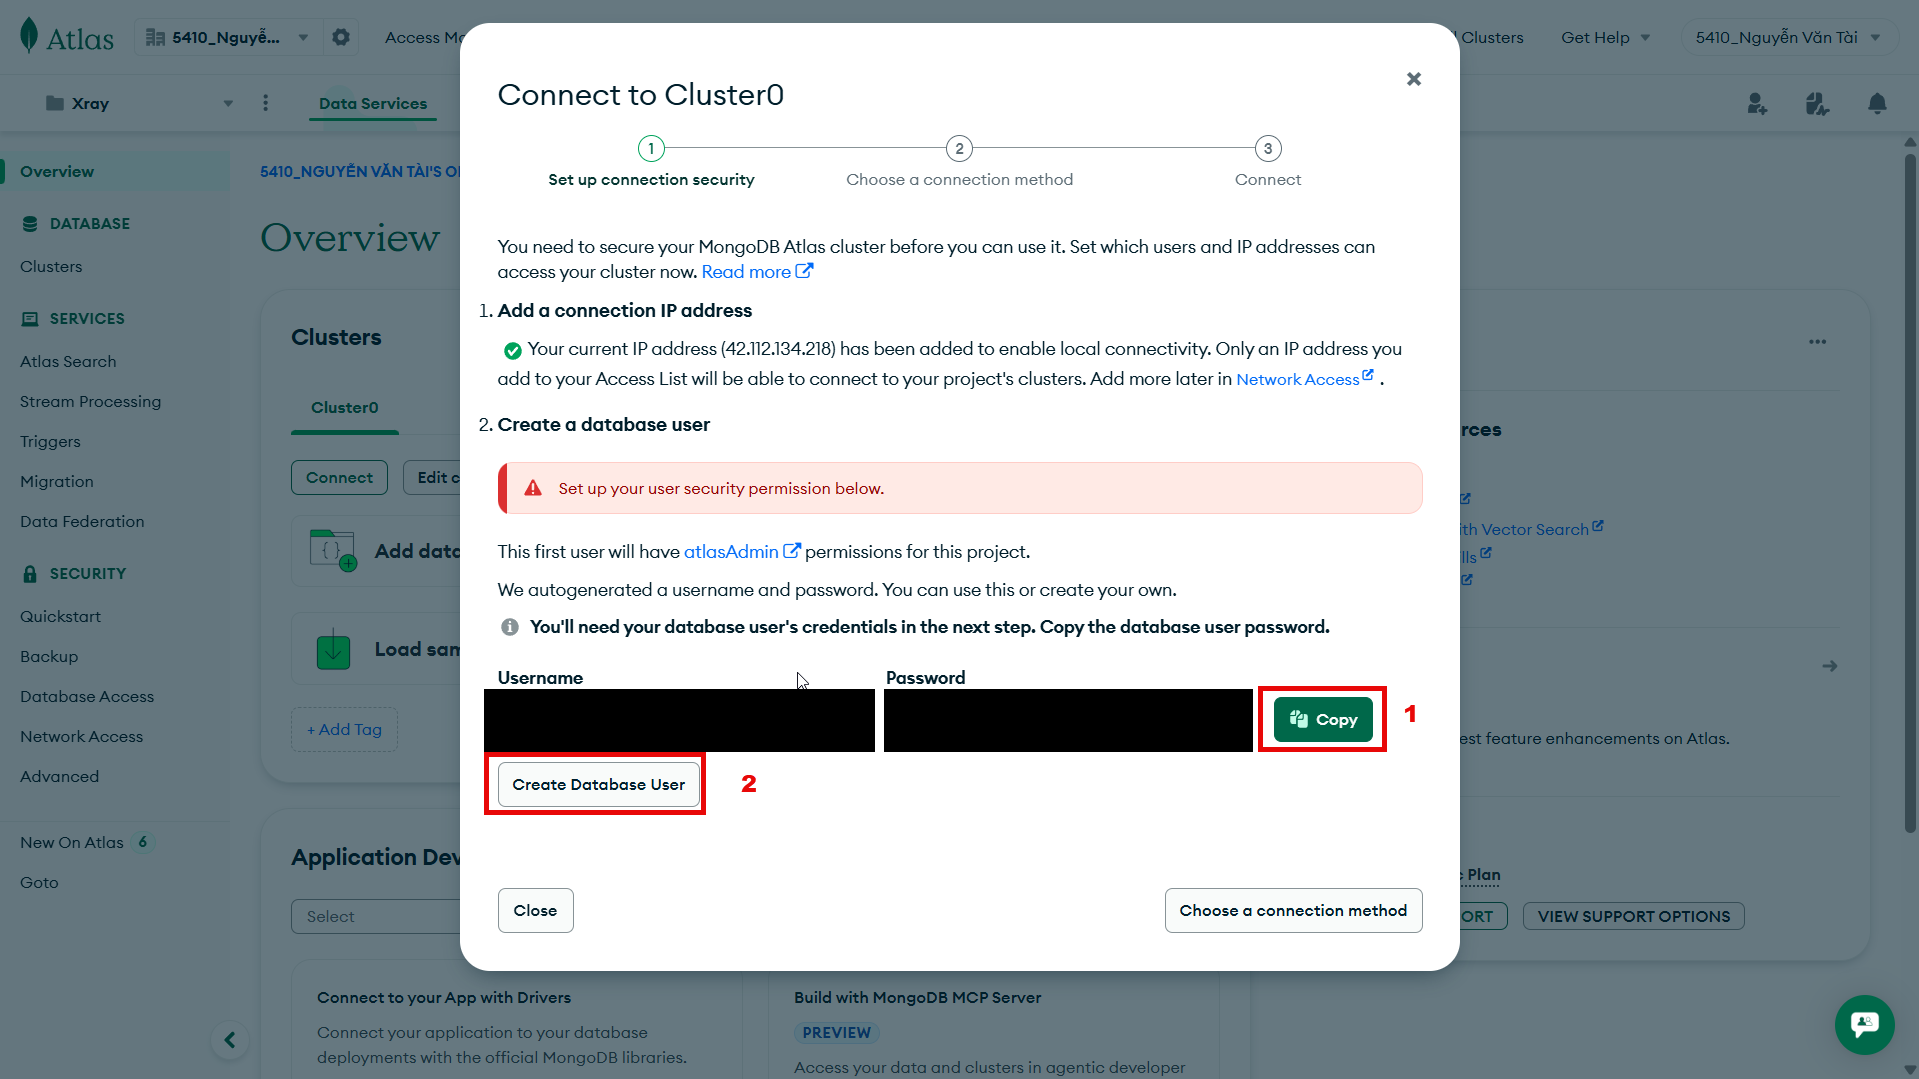 Atlas
5410_Nguyễ...
Clusters
Get Help
5410_Nguyễn Văn Tài
Xray
Data Services
Overview
DATABASE
Clusters
SERVICES
Atlas Search
Stream Processing
Triggers
Migration
Data Federation
SECURITY
Quickstart
Backup
Database Access
Network Access
Advanced
New On Atlas 6
Goto
5410_NGUYỄN VĂN TÀI'S
Overview
Clusters
Cluster0
Connect
Edit
Add
Load
+ Add Tag
Application
Select
Connect to your App with Drivers
Connect your application to your database
deployments with the official MongoDB libraries.
Build with MongoDB MCP Server
PREVIEW
Access your data and clusters in agentic developer
Connect to Cluster0
1
2
3
Set up connection security
Choose a connection method
Connect
You need to secure your MongoDB Atlas cluster before you can use it. Set which users and IP addresses can
access your cluster now. Read more
1. Add a connection IP address
Your current IP address (42.112.134.218) has been added to enable local connectivity. Only an IP address you
add to your Access List will be able to connect to your project's clusters. Add more later in Network Access .
2. Create a database user
Set up your user security permission below.
This first user will have atlasAdmin permissions for this project.
We autogenerated a username and password. You can use this or create your own.
You'll need your database user's credentials in the next step. Copy the database user password.
Username
Password
Copy
1
Create Database User
2
Close
Choose a connection method
with Vector Search
feature enhancements on Atlas.
Plan
VIEW SUPPORT OPTIONS